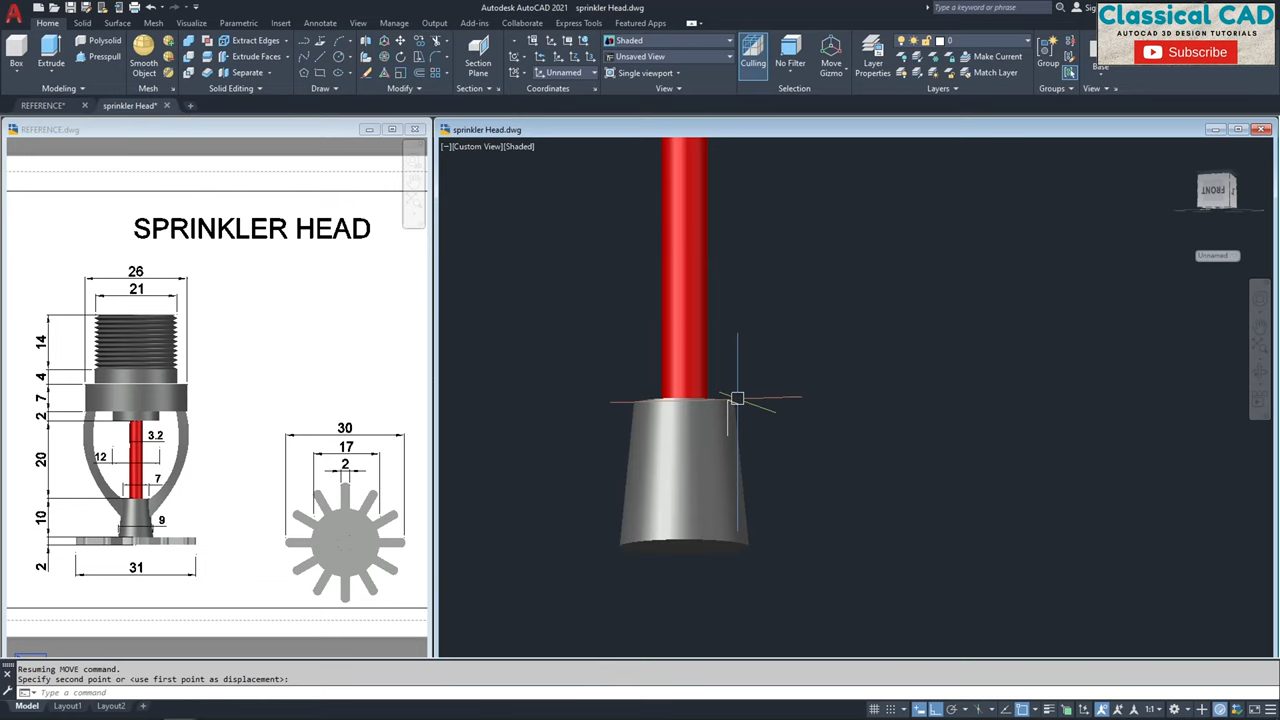 Autodesk AutoCAD 2021 sprinkler Head.dwg
Type a keyword or phrase
Classical CAD
AUTOCAD 3D DESIGN TUTORIALS
Subscribe
Home Solid Surface Mesh Visualize Parametric Insert Annotate View Manage Output Add-ins Collaborate Express Tools Featured Apps
Box
Extrude
Polysolid
Presspull
Modeling
Smooth Object
Mesh
Extract Edges
Extrude Faces
Separate
Solid Editing
Draw
Modify
Section Plane
Section
Unnamed
Coordinates
Shaded
Unsaved View
Single viewport
View
Culling
No Filter
Move Gizmo
Selection
Layer Properties
0
Make Current
Match Layer
Layers
Group
Groups
Base
View
REFERENCE*
sprinkler Head*
REFERENCE.dwg
SPRINKLER HEAD
26
21
14
4
7
2
3.2
20
12
7
10
9
2
31
30
17
2
sprinkler Head.dwg
[−][Custom View][Shaded]
FRONT
Unnamed
Resuming MOVE command.
Specify second point or <use first point as displacement>:
Type a command
Model Layout1 Layout2
1:1